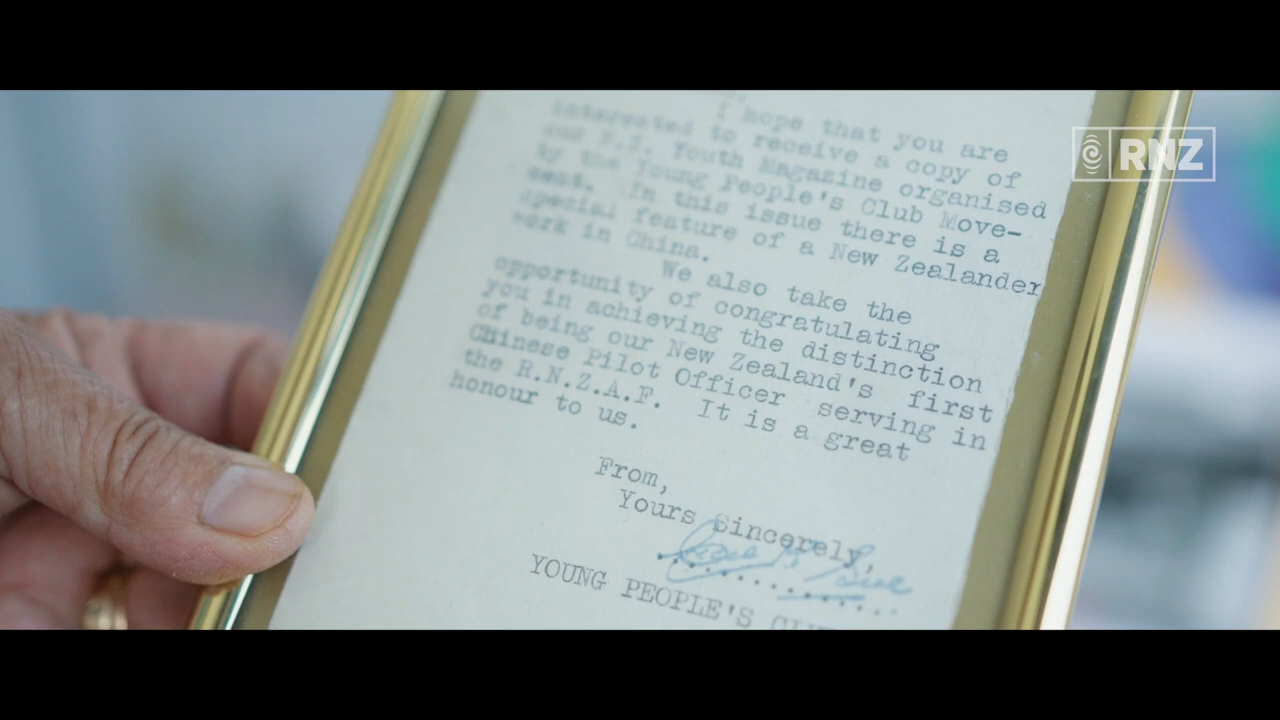 I hope that you are
interested to receive a copy of
our N.Z. Youth Magazine organised
by the Young People's Club Move-
ment. In this issue there is a
special feature of a New Zealander
work in China.
We also take the
opportunity of congratulating
you in achieving the distinction
of being our New Zealand's first
Chinese Pilot Officer serving in
the R.N.Z.A.F. It is a great
honour to us.
From,
Yours Sincerely,
YOUNG PEOPLE'S
RNZ